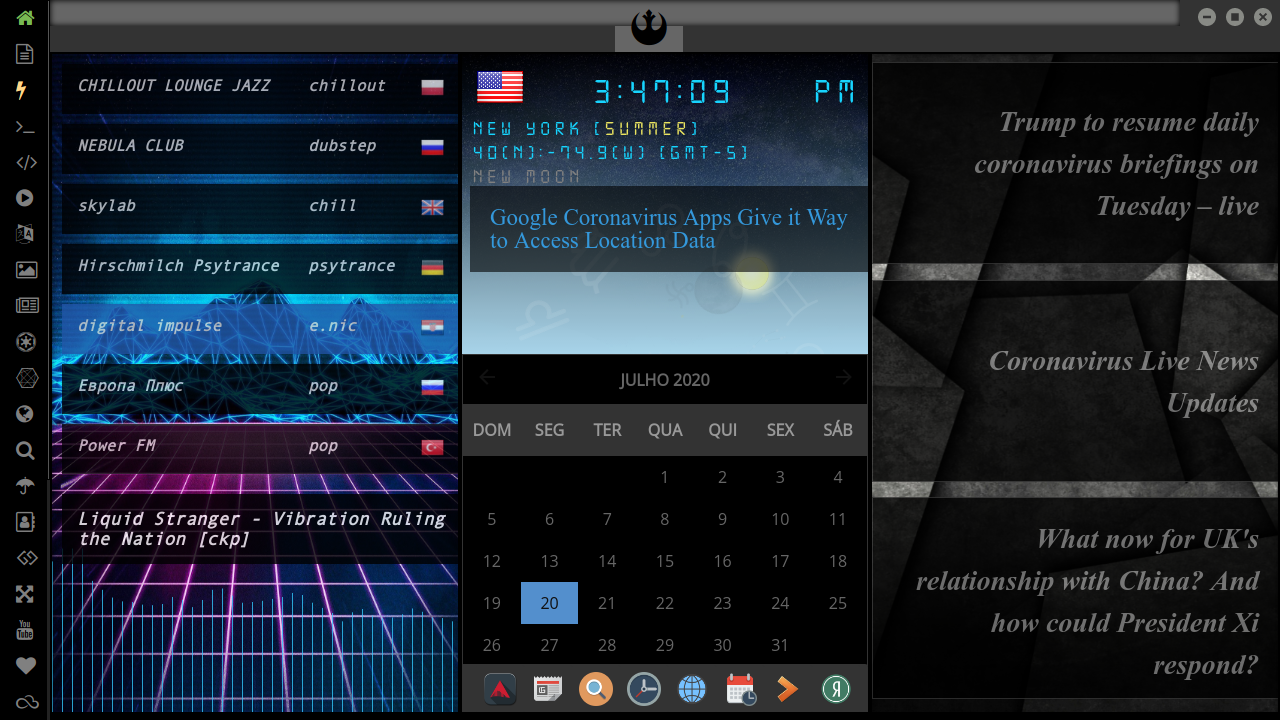 CHILLOUT LOUNGE JAZZ chillout
NEBULA CLUB dubstep
skylab chill
Hirschmilch Psytrance psytrance
digital impulse e.nic
Европа Плюс pop
Power FM pop
Liquid Stranger - Vibration Ruling
the Nation [ckp]
3:47:09 PM
NEW YORK (SUMMER)
40(N):-74.9(W) (GMT-5)
NEW MOON
Google Coronavirus Apps Give it Way
to Access Location Data
JULHO 2020
DOM SEG TER QUA QUI SEX SÁB
1 2 3 4
5 6 7 8 9 10 11
12 13 14 15 16 17 18
19 20 21 22 23 24 25
26 27 28 29 30 31
Trump to resume daily
coronavirus briefings on
Tuesday – live
Coronavirus Live News
Updates
What now for UK's
relationship with China? And
how could President Xi
respond?
You
Tube